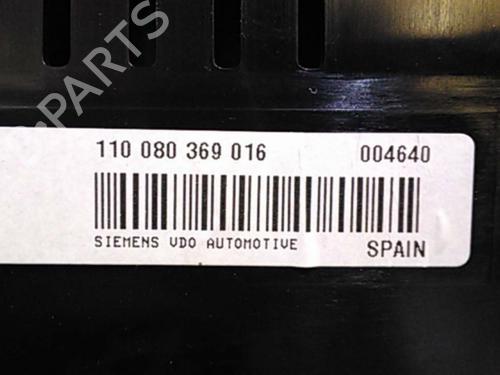 PARTS
110 080 369 016 004640
SIEMENS VDO AUTOMOTIVE SPAIN